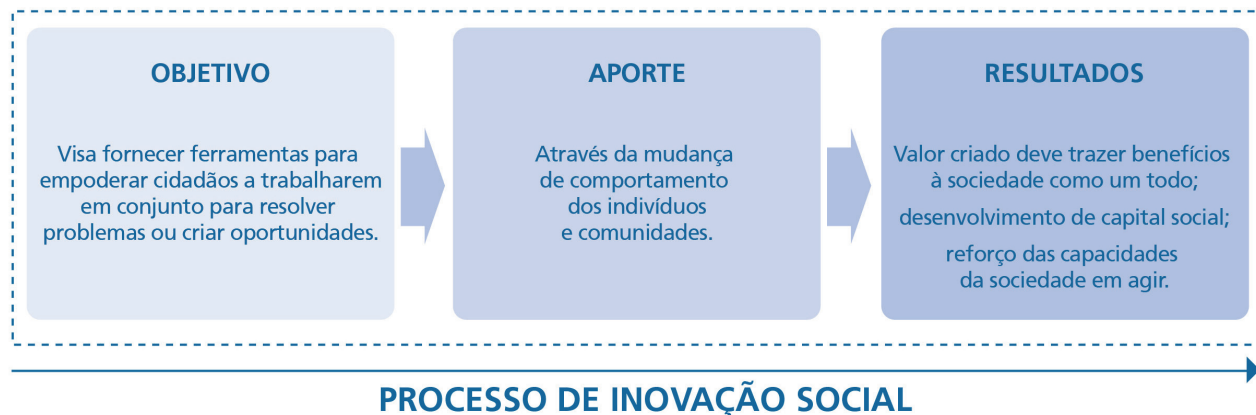 OBJETIVO
Visa fornecer ferramentas para
empoderar cidadãos a trabalharem
em conjunto para resolver
problemas ou criar oportunidades.
APORTE
Através da mudança
de comportamento
dos indivíduos
e comunidades.
RESULTADOS
Valor criado deve trazer benefícios
à sociedade como um todo;
desenvolvimento de capital social;
reforço das capacidades
da sociedade em agir.
PROCESSO DE INOVAÇÃO SOCIAL